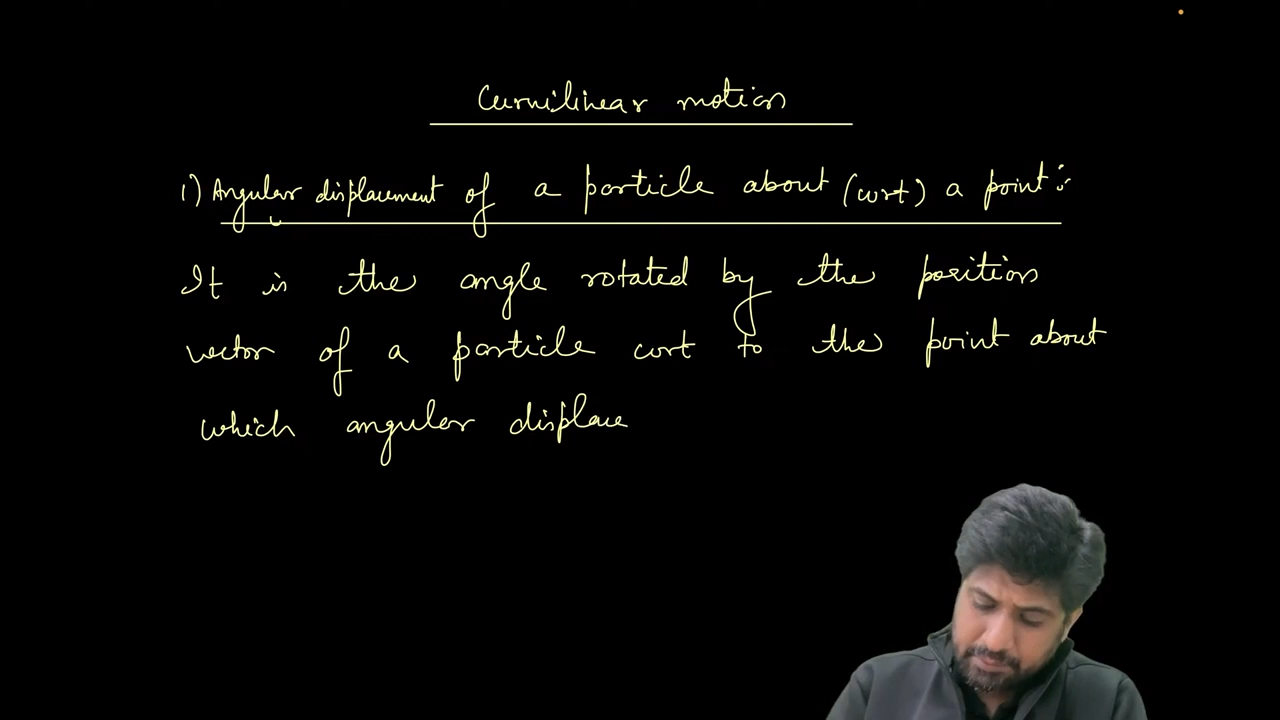 Curvilinear motion
1) Angular displacement of a particle about (wrt) a point :-
It is the angle rotated by the position
vector of a particle wrt to the point about
which angular displace